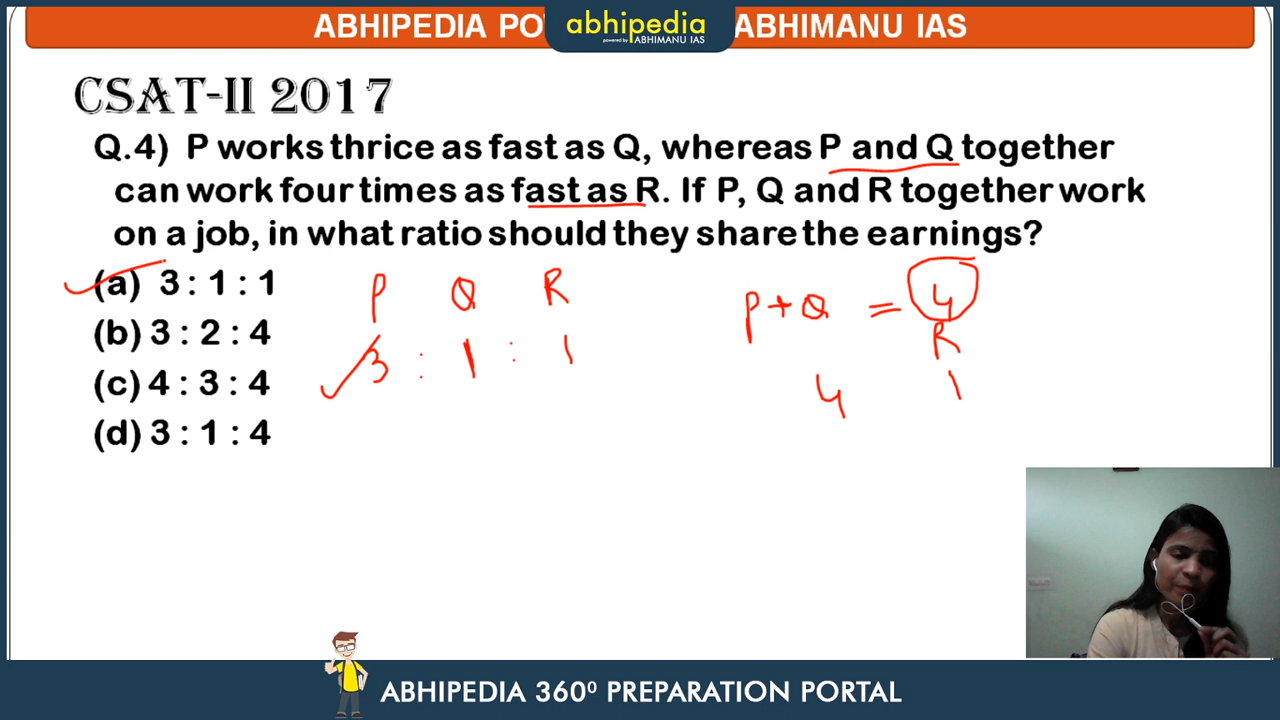 ABHIPEDIA PO
abhipedia
powered by ABHIMANU IAS
ABHIMANU IAS
CSAT-II 2017
Q.4) P works thrice as fast as Q, whereas P and Q together
can work four times as fast as R. If P, Q and R together work
on a job, in what ratio should they share the earnings?
(a) 3 : 1 : 1
(b) 3 : 2 : 4
(c) 4 : 3 : 4
(d) 3 : 1 : 4
P Q R
3 : 1 : 1
P + Q = 4
R
4 1
ABHIPEDIA 360⁰ PREPARATION PORTAL